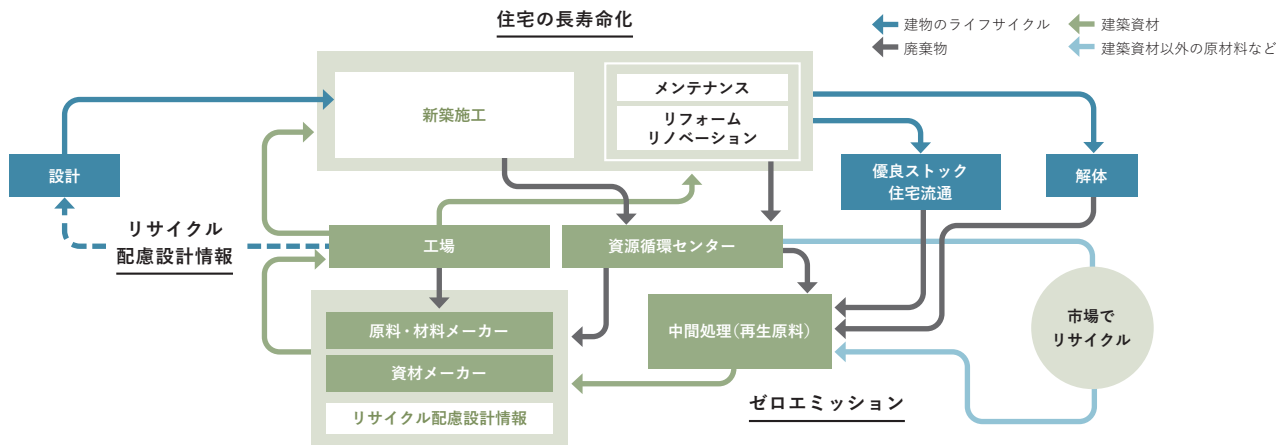 住宅の長寿命化
建物のライフサイクル
建築資材
廃棄物
建築資材以外の原材料など
新築施工
メンテナンス
リフォーム
リノベーション
設計
優良ストック
住宅流通
解体
リサイクル
配慮設計情報
工場
資源循環センター
原料・材料メーカー
資材メーカー
リサイクル配慮設計情報
中間処理(再生原料)
市場で
リサイクル
ゼロエミッション